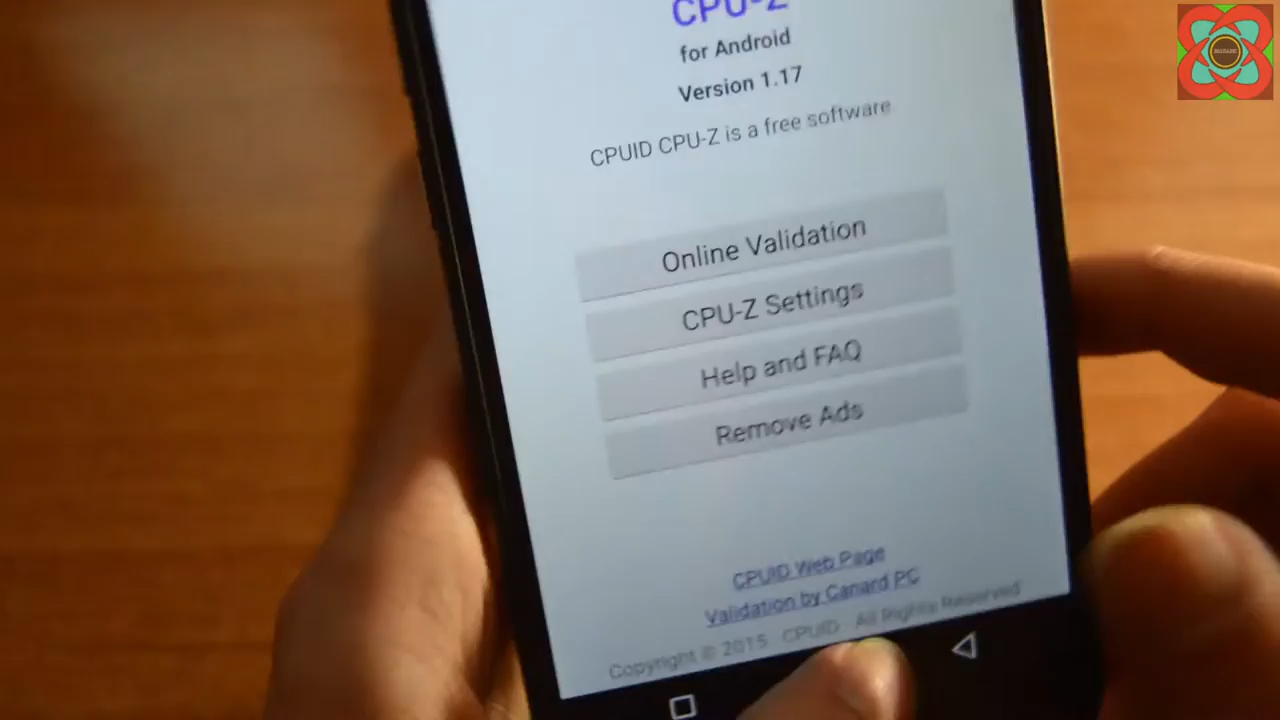 CPU-Z
for Android
Version 1.17
CPUID CPU-Z is a free software
Online Validation
CPU-Z Settings
Help and FAQ
Remove Ads
CPUID Web Page
Validation by Canard PC
Copyright © 2015 CPUID All Rights Reserved